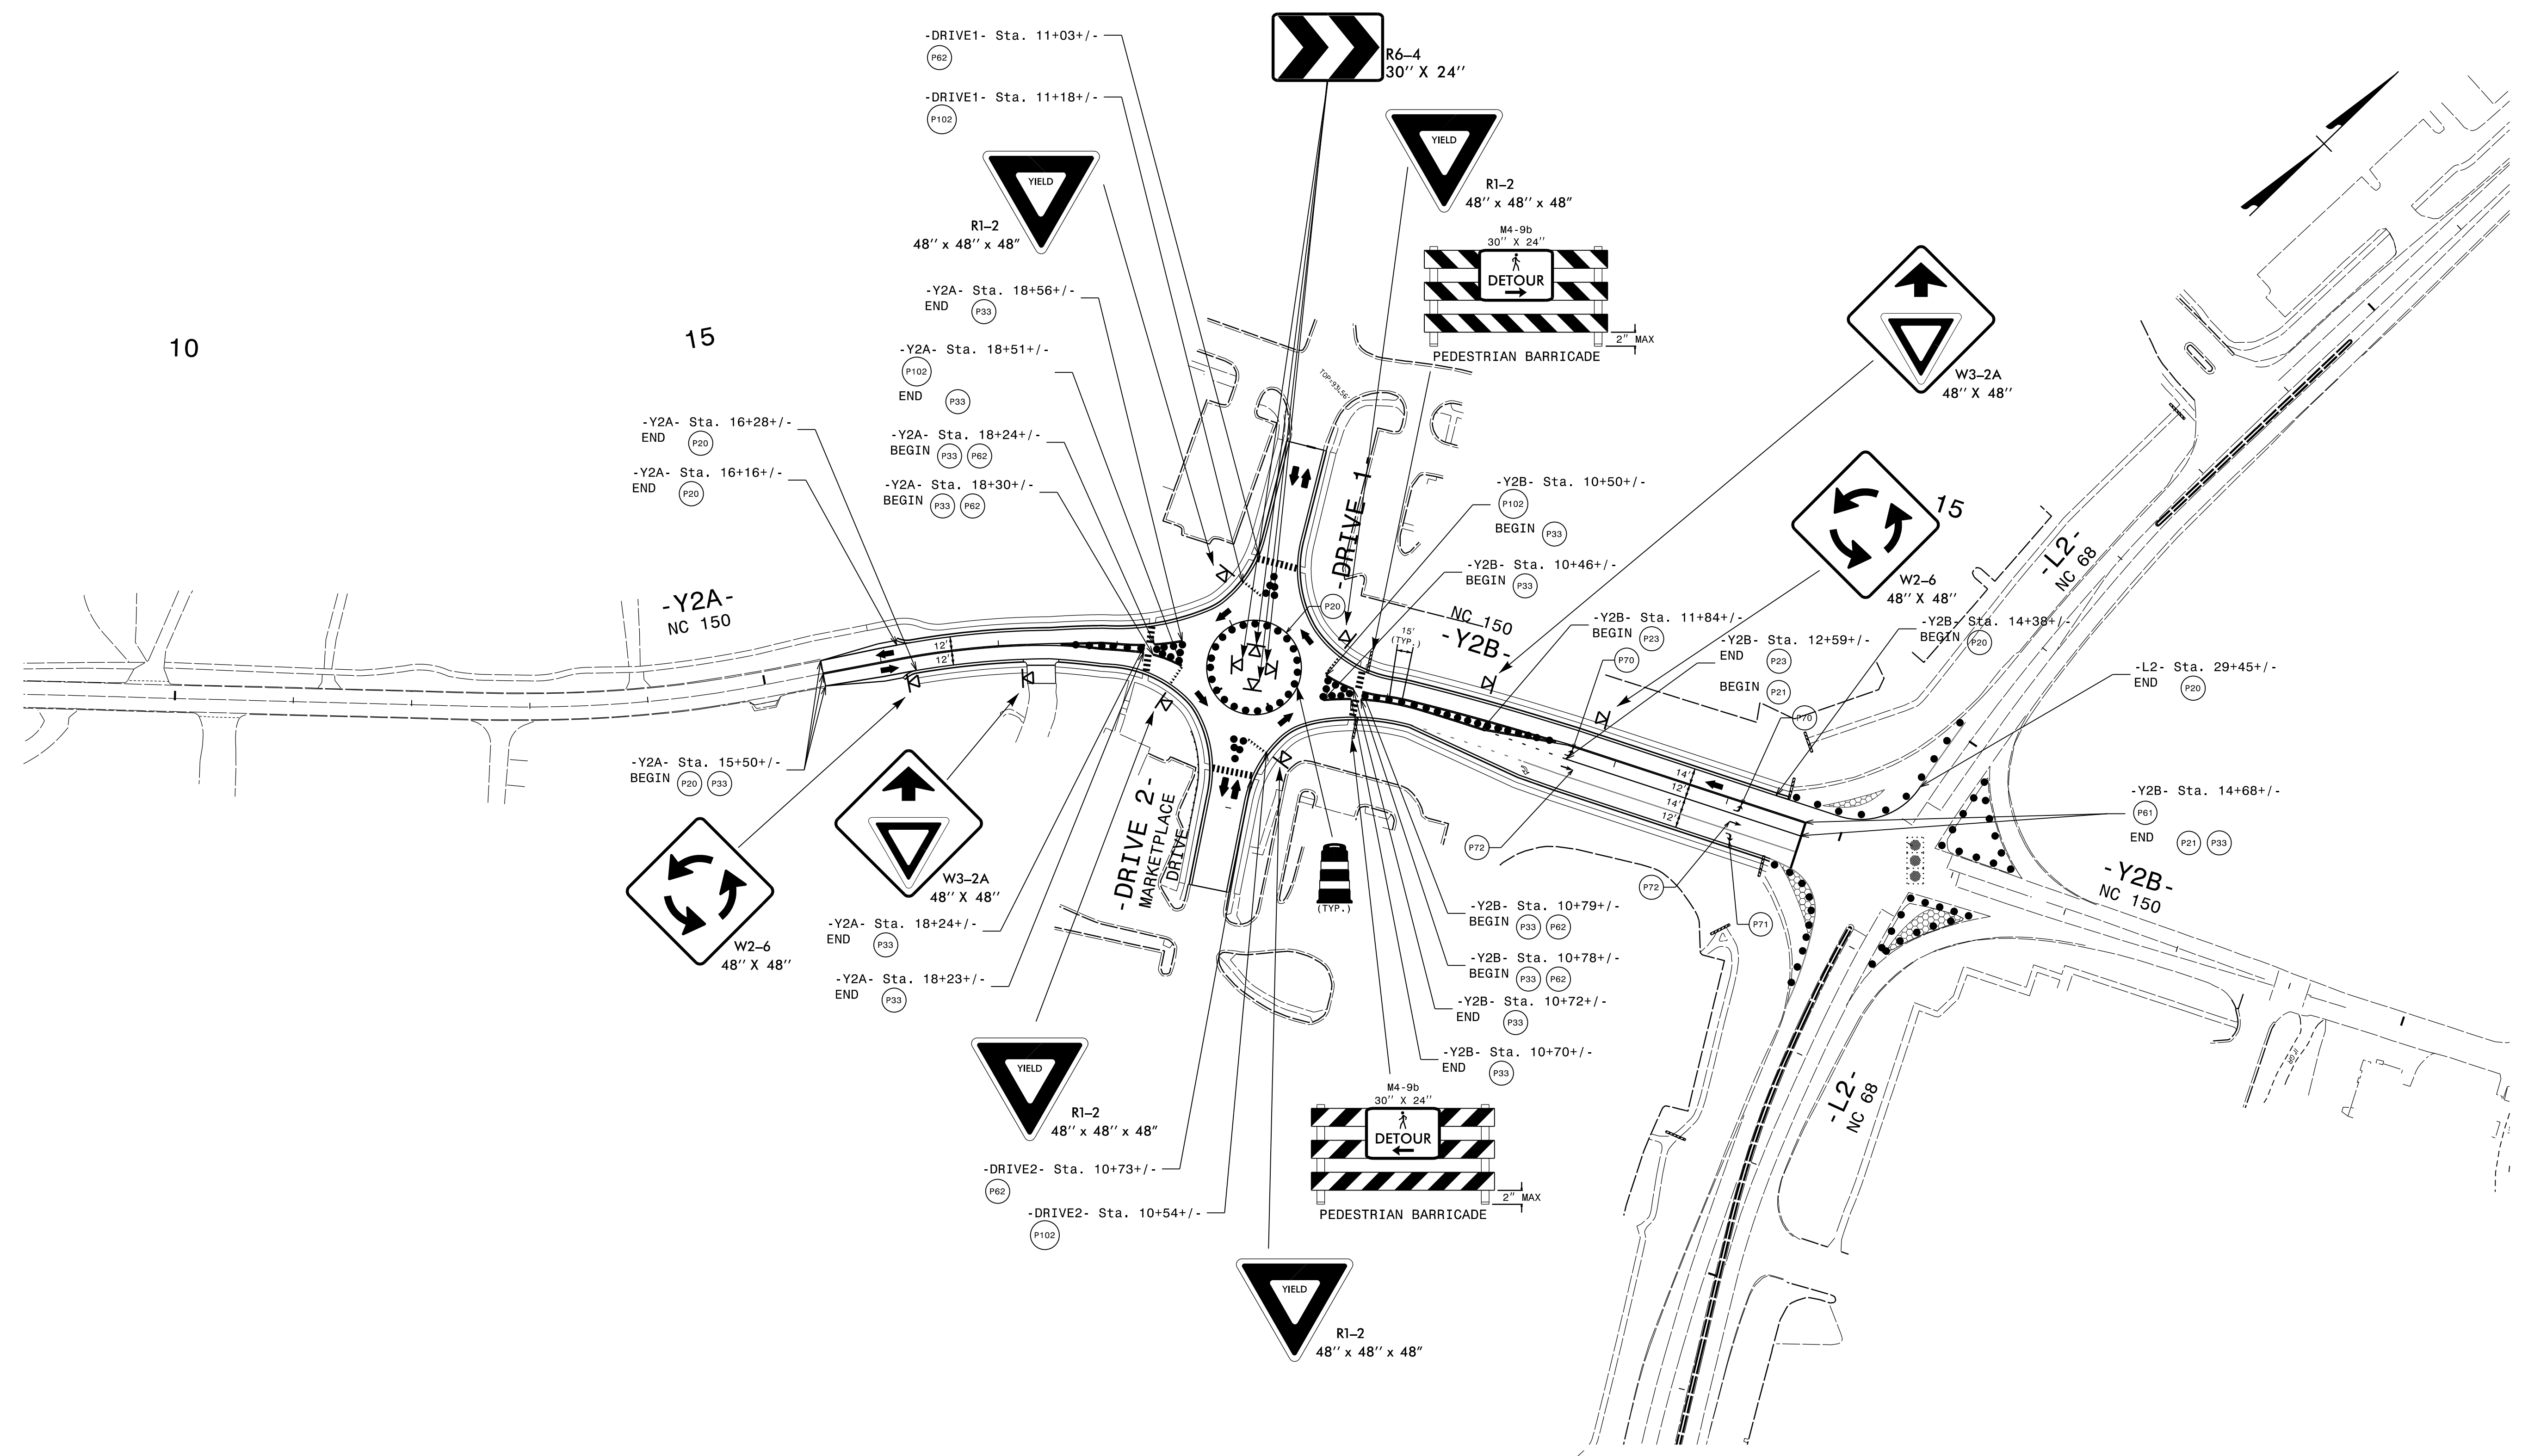 -DRIVE1- Sta. 11+03+/-
P62
-DRIVE1- Sta. 11+18+/-
P102
R6-4
30'' X 24''
YIELD
R1-2
48'' x 48'' x 48''
YIELD
R1-2
48'' x 48'' x 48''
M4-9b
30'' X 24''
DETOUR
2" MAX
PEDESTRIAN BARRICADE
-Y2A- Sta. 18+56+/-
END P33
-Y2A- Sta. 18+51+/-
P102
END P33
-Y2A- Sta. 18+24+/-
BEGIN P33 P62
-Y2A- Sta. 18+30+/-
BEGIN P33 P62
10
15
-Y2A- Sta. 16+28+/-
END P20
-Y2A- Sta. 16+16+/-
END P20
W3-2A
48'' X 48''
15
W2-6
48'' X 48''
-L2-
NC 68
-DRIVE 1-
-Y2B- Sta. 10+50+/-
P102
BEGIN P33
-Y2B- Sta. 10+46+/-
BEGIN P33
P20
-Y2A-
NC 150
NC 150
-Y2B-
15'
(TYP.)
-Y2B- Sta. 11+84+/-
BEGIN P23
P70
-Y2B- Sta. 12+59+/-
END P23
BEGIN P21
P70
-Y2B- Sta. 14+38+/-
BEGIN P20
-L2- Sta. 29+45+/-
END P20
12'
12'
-Y2A- Sta. 15+50+/-
BEGIN P20 P33
14'
12'
14'
12'
-Y2B- Sta. 14+68+/-
P61
END P21 P33
-Y2B-
NC 150
P72
P72
P71
W2-6
48'' X 48''
W3-2A
48'' X 48''
-DRIVE 2-
MARKETPLACE
DRIVE
(TYP.)
-Y2A- Sta. 18+24+/-
END P33
-Y2A- Sta. 18+23+/-
END P33
-Y2B- Sta. 10+79+/-
BEGIN P33 P62
-Y2B- Sta. 10+78+/-
BEGIN P33 P62
-Y2B- Sta. 10+72+/-
END P33
-Y2B- Sta. 10+70+/-
END P33
YIELD
R1-2
48'' x 48'' x 48''
M4-9b
30'' X 24''
DETOUR
2" MAX
PEDESTRIAN BARRICADE
-L2-
NC 68
-DRIVE2- Sta. 10+73+/-
P62
-DRIVE2- Sta. 10+54+/-
P102
YIELD
R1-2
48'' x 48'' x 48''